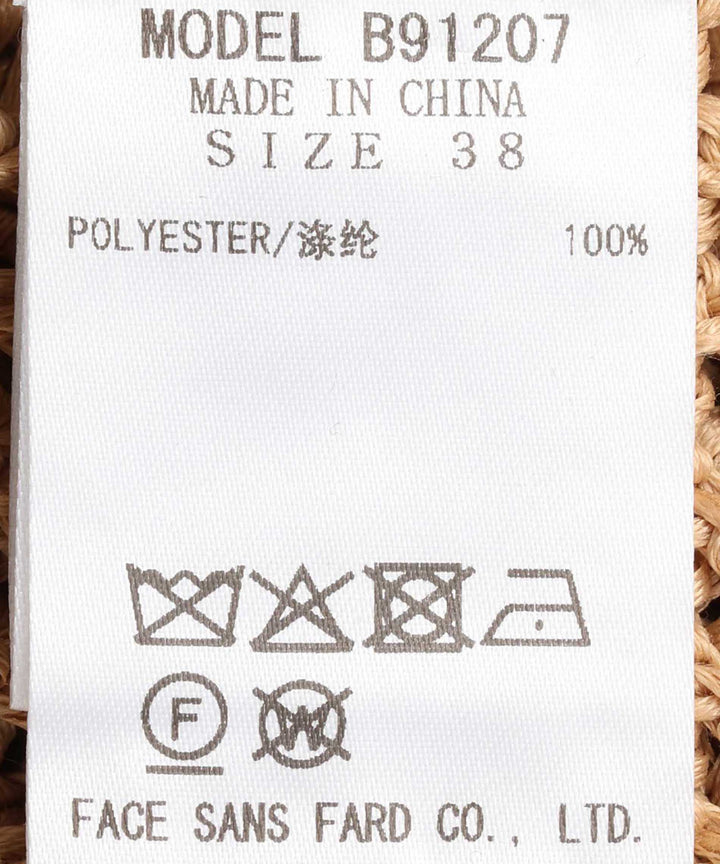 MODEL B91207
MADE IN CHINA
SIZE 38
POLYESTER/涤纶 100%
F
W
FACE SANS FARD CO., LTD.